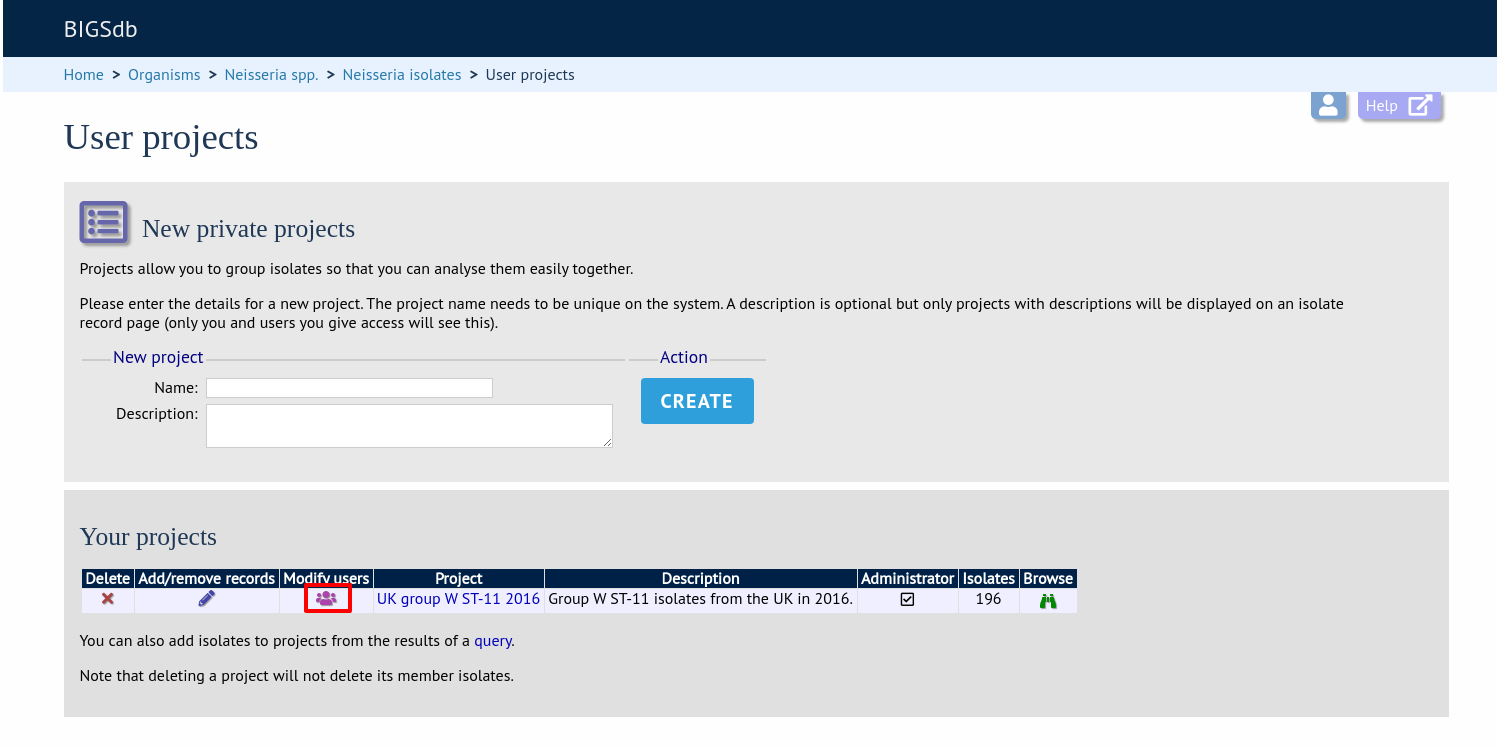 BIGSdb
Home > Organisms > Neisseria spp. > Neisseria isolates > User projects
Help
User projects
New private projects
Projects allow you to group isolates so that you can analyse them easily together.
Please enter the details for a new project. The project name needs to be unique on the system. A description is optional but only projects with descriptions will be displayed on an isolate
record page (only you and users you give access will see this).
New project Action
Name:
CREATE
Description:
Your projects
Delete Add/remove records Modify users Project Description Administrator Isolates Browse
UK group W ST-11 2016 Group W ST-11 isolates from the UK in 2016. 196
You can also add isolates to projects from the results of a query.
Note that deleting a project will not delete its member isolates.